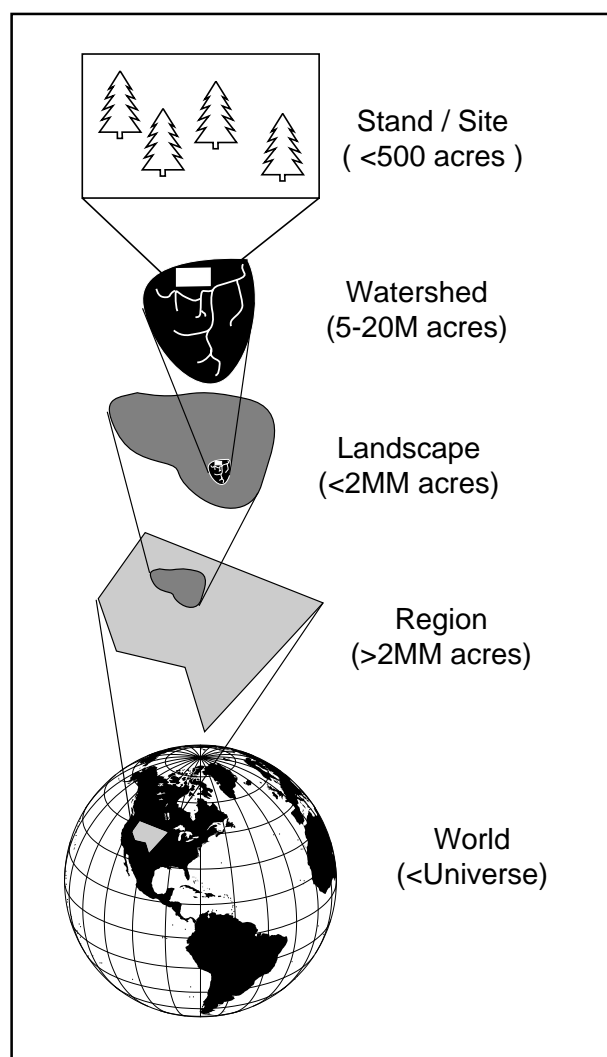 Stand / Site
( <500 acres )
Watershed
(5-20M acres)
Landscape
(<2MM acres)
Region
(>2MM acres)
World
(<Universe)